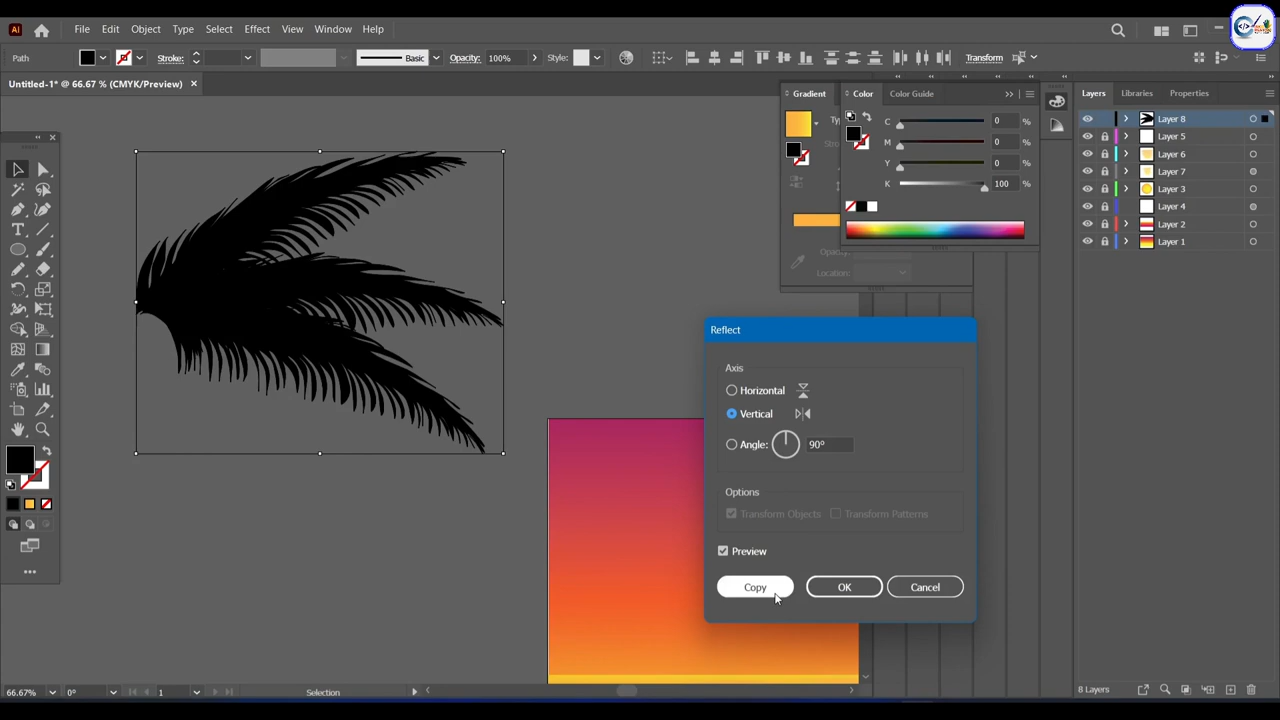 Ai File Edit Object Type Select Effect View Window Help
Path Stroke: Basic Opacity: 100% Style: Transform
Untitled-1* @ 66.67 % (CMYK/Preview)
Gradient
Color Color Guide
Layers Libraries Properties
C 0 %
M 0 %
Y 0 %
K 100 %
Opacity:
Location:
Layer 8
Layer 5
Layer 6
Layer 7
Layer 3
Layer 4
Layer 2
Layer 1
Reflect
Axis
Horizontal
Vertical
Angle: 90°
Options
Transform Objects Transform Patterns
Preview
Copy OK Cancel
66.67% 0° 1 Selection
8 Layers